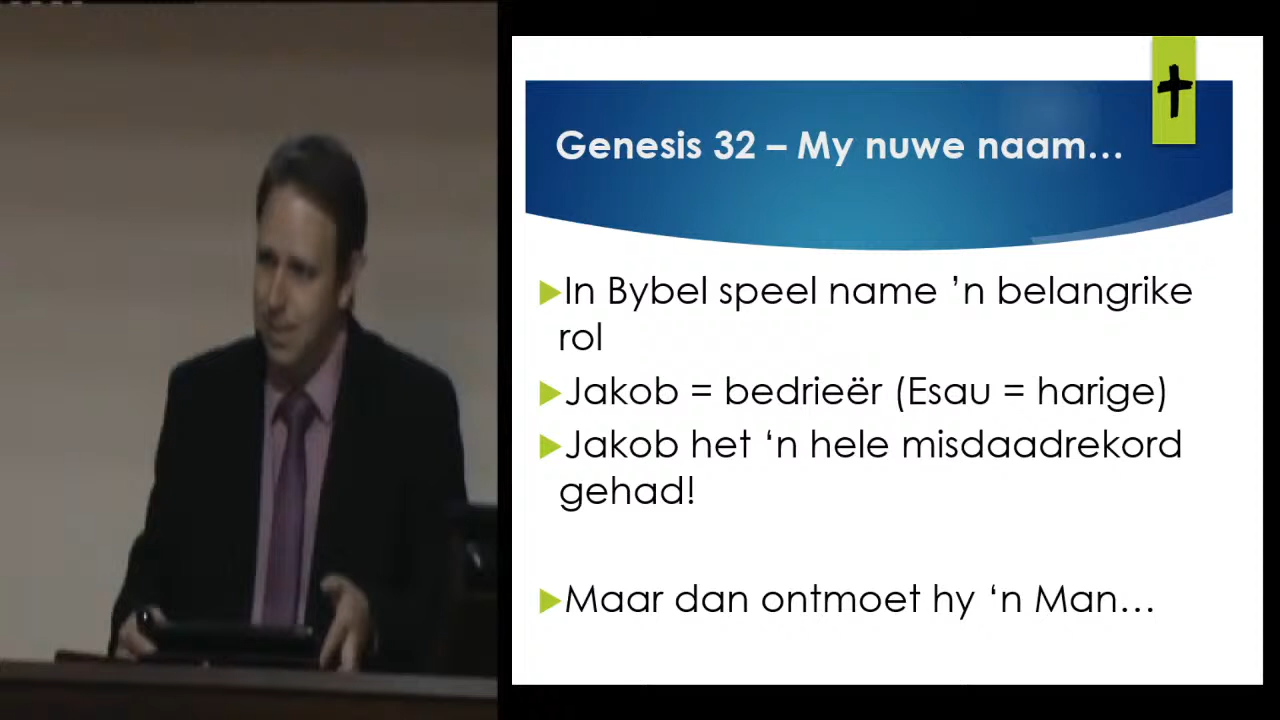 Genesis 32 – My nuwe naam…
In Bybel speel name ’n belangrike
rol
Jakob = bedrieër (Esau = harige)
Jakob het ‘n hele misdaadrekord
gehad!
Maar dan ontmoet hy ‘n Man…